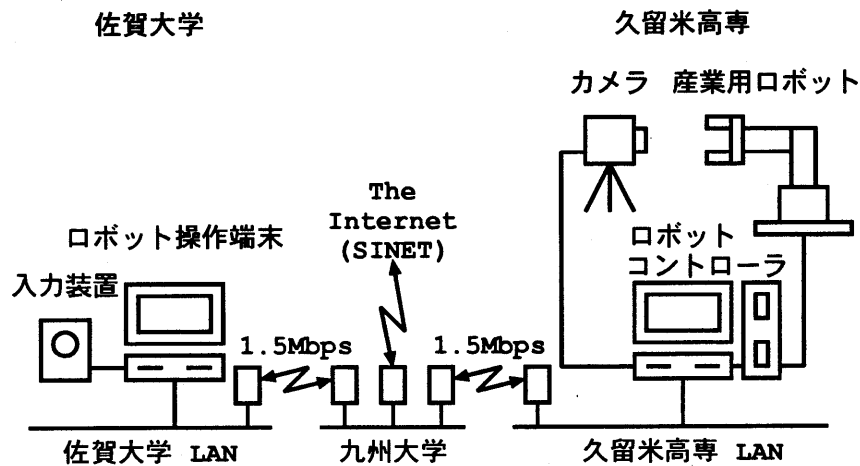 佐賀大学
久留米高専
カメラ 産業用ロボット
The
Internet
(SINET)
ロボット操作端末
ロボット
コントローラ
入力装置
1.5Mbps
1.5Mbps
佐賀大学 LAN
九州大学
久留米高専 LAN